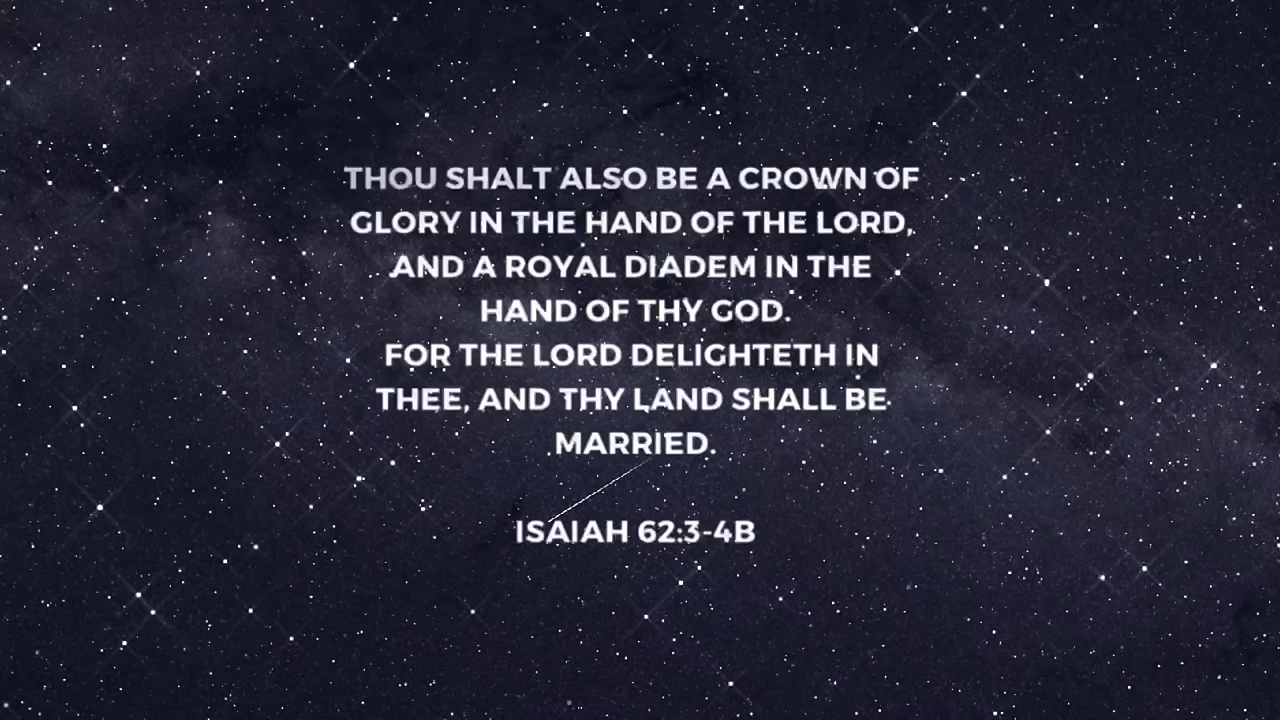 THOU SHALT ALSO BE A CROWN OF
GLORY IN THE HAND OF THE LORD,
AND A ROYAL DIADEM IN THE
HAND OF THY GOD.
FOR THE LORD DELIGHTETH IN
THEE, AND THY LAND SHALL BE
MARRIED.
ISAIAH 62:3-4B